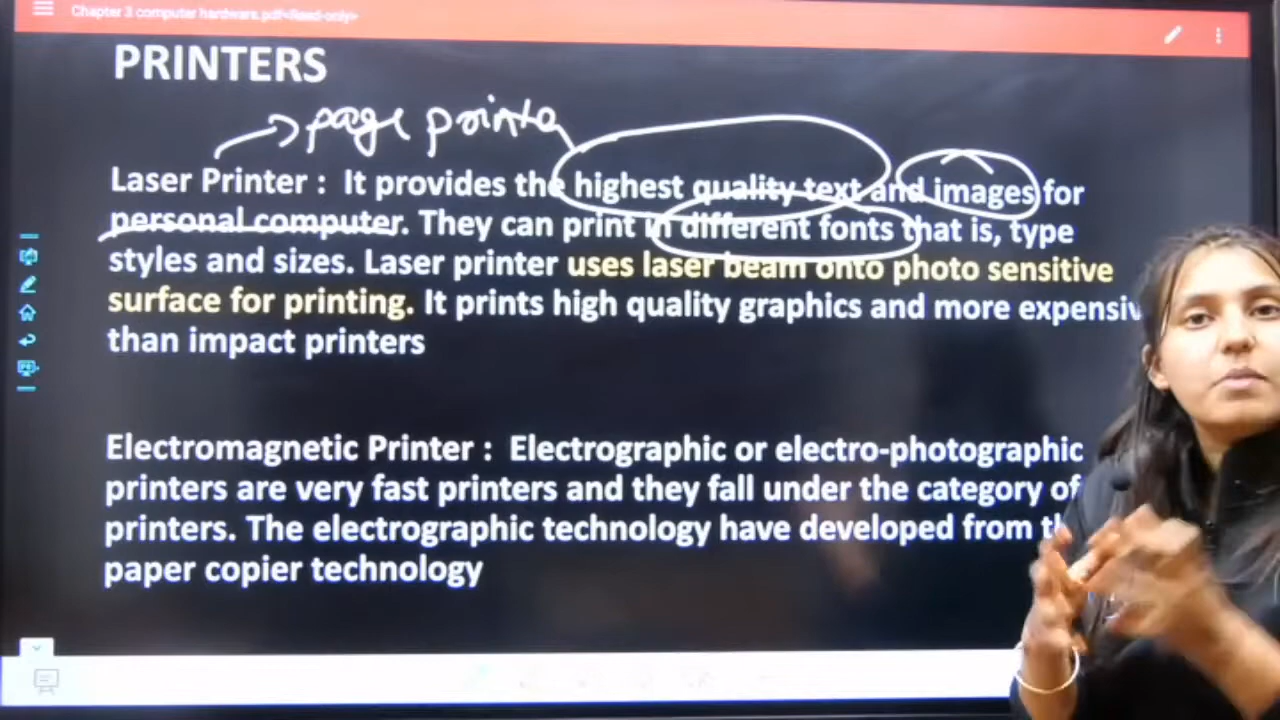 Chapter 3 computer hardware.pdf<Read-only>
PRINTERS
page printer
Laser Printer : It provides the highest quality text and images for
personal computer. They can print in different fonts that is, type
styles and sizes. Laser printer uses laser beam onto photo sensitive
surface for printing. It prints high quality graphics and more expensiv
than impact printers
Electromagnetic Printer : Electrographic or electro-photographic
printers are very fast printers and they fall under the category of
printers. The electrographic technology have developed from th
paper copier technology